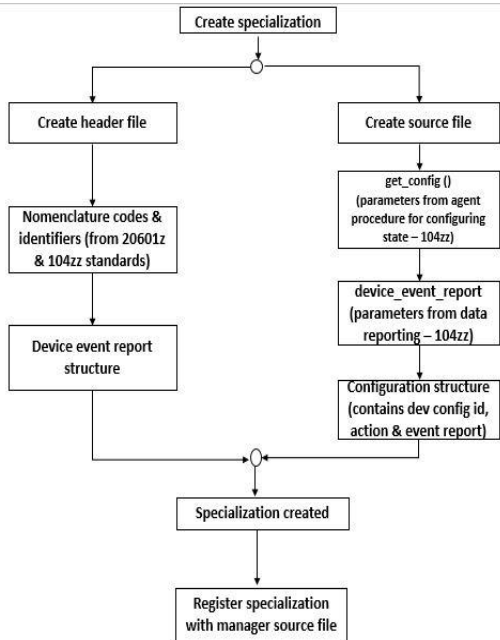 Create specialization
Create header file
Create source file
get_config ()
(parameters from agent
procedure for configuring
state – 104zz)
Nomenclature codes &
identifiers (from 20601z
& 104zz standards)
device_event_report
(parameters from data
reporting – 104zz)
Device event report
structure
Configuration structure
(contains dev config id,
action & event report)
Specialization created
Register specialization
with manager source file